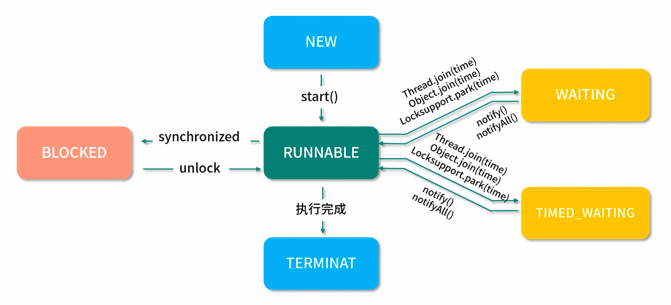 NEW
start()
Thread.join(time)
Object.join(time)
Locksupport.park(time)
WAITING
notify()
notifyAll()
BLOCKED
synchronized
unlock
RUNNABLE
Thread.join(time)
Object.join(time)
Locksupport.park(time)
notify()
notifyAll()
TIMED_WAITING
执行完成
TERMINAT